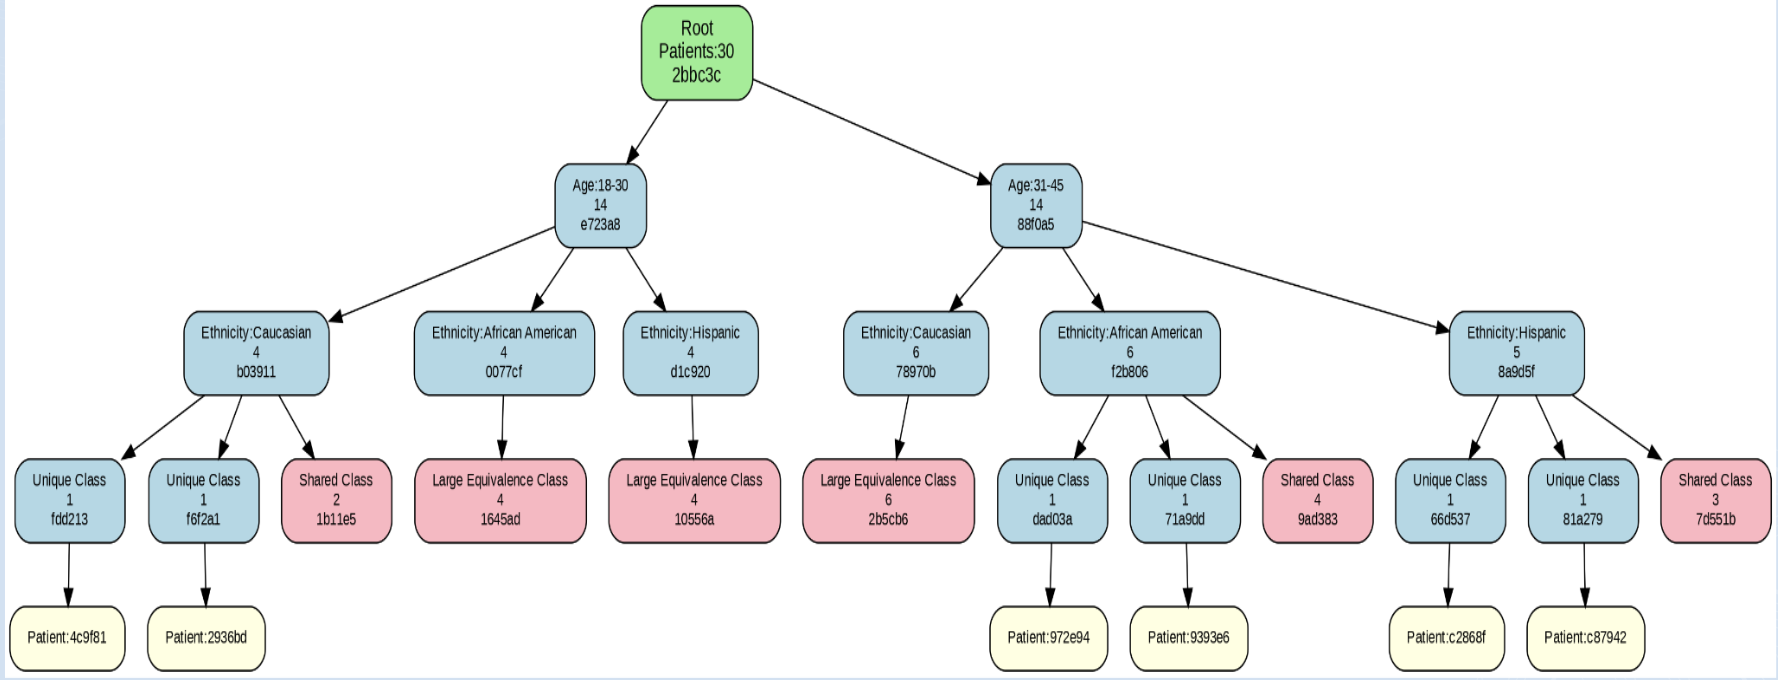 Root
Patients:30
2bbc3c
Age:18-30
14
e723a8
Age:31-45
14
88f0a5
Ethnicity:Caucasian
4
b03911
Ethnicity:African American
4
0077cf
Ethnicity:Hispanic
4
d1c920
Ethnicity:Caucasian
6
78970b
Ethnicity:African American
6
f2b806
Ethnicity:Hispanic
5
8a9d5f
Unique Class
1
fdd213
Unique Class
1
f6f2a1
Shared Class
2
1b11e5
Large Equivalence Class
4
1645ad
Large Equivalence Class
4
10556a
Large Equivalence Class
6
2b5cb6
Unique Class
1
dad03a
Unique Class
1
71a9dd
Shared Class
4
9ad383
Unique Class
1
66d537
Unique Class
1
81a279
Shared Class
3
7d551b
Patient:4c9f81
Patient:2936bd
Patient:972e94
Patient:9393e6
Patient:c2868f
Patient:c87942